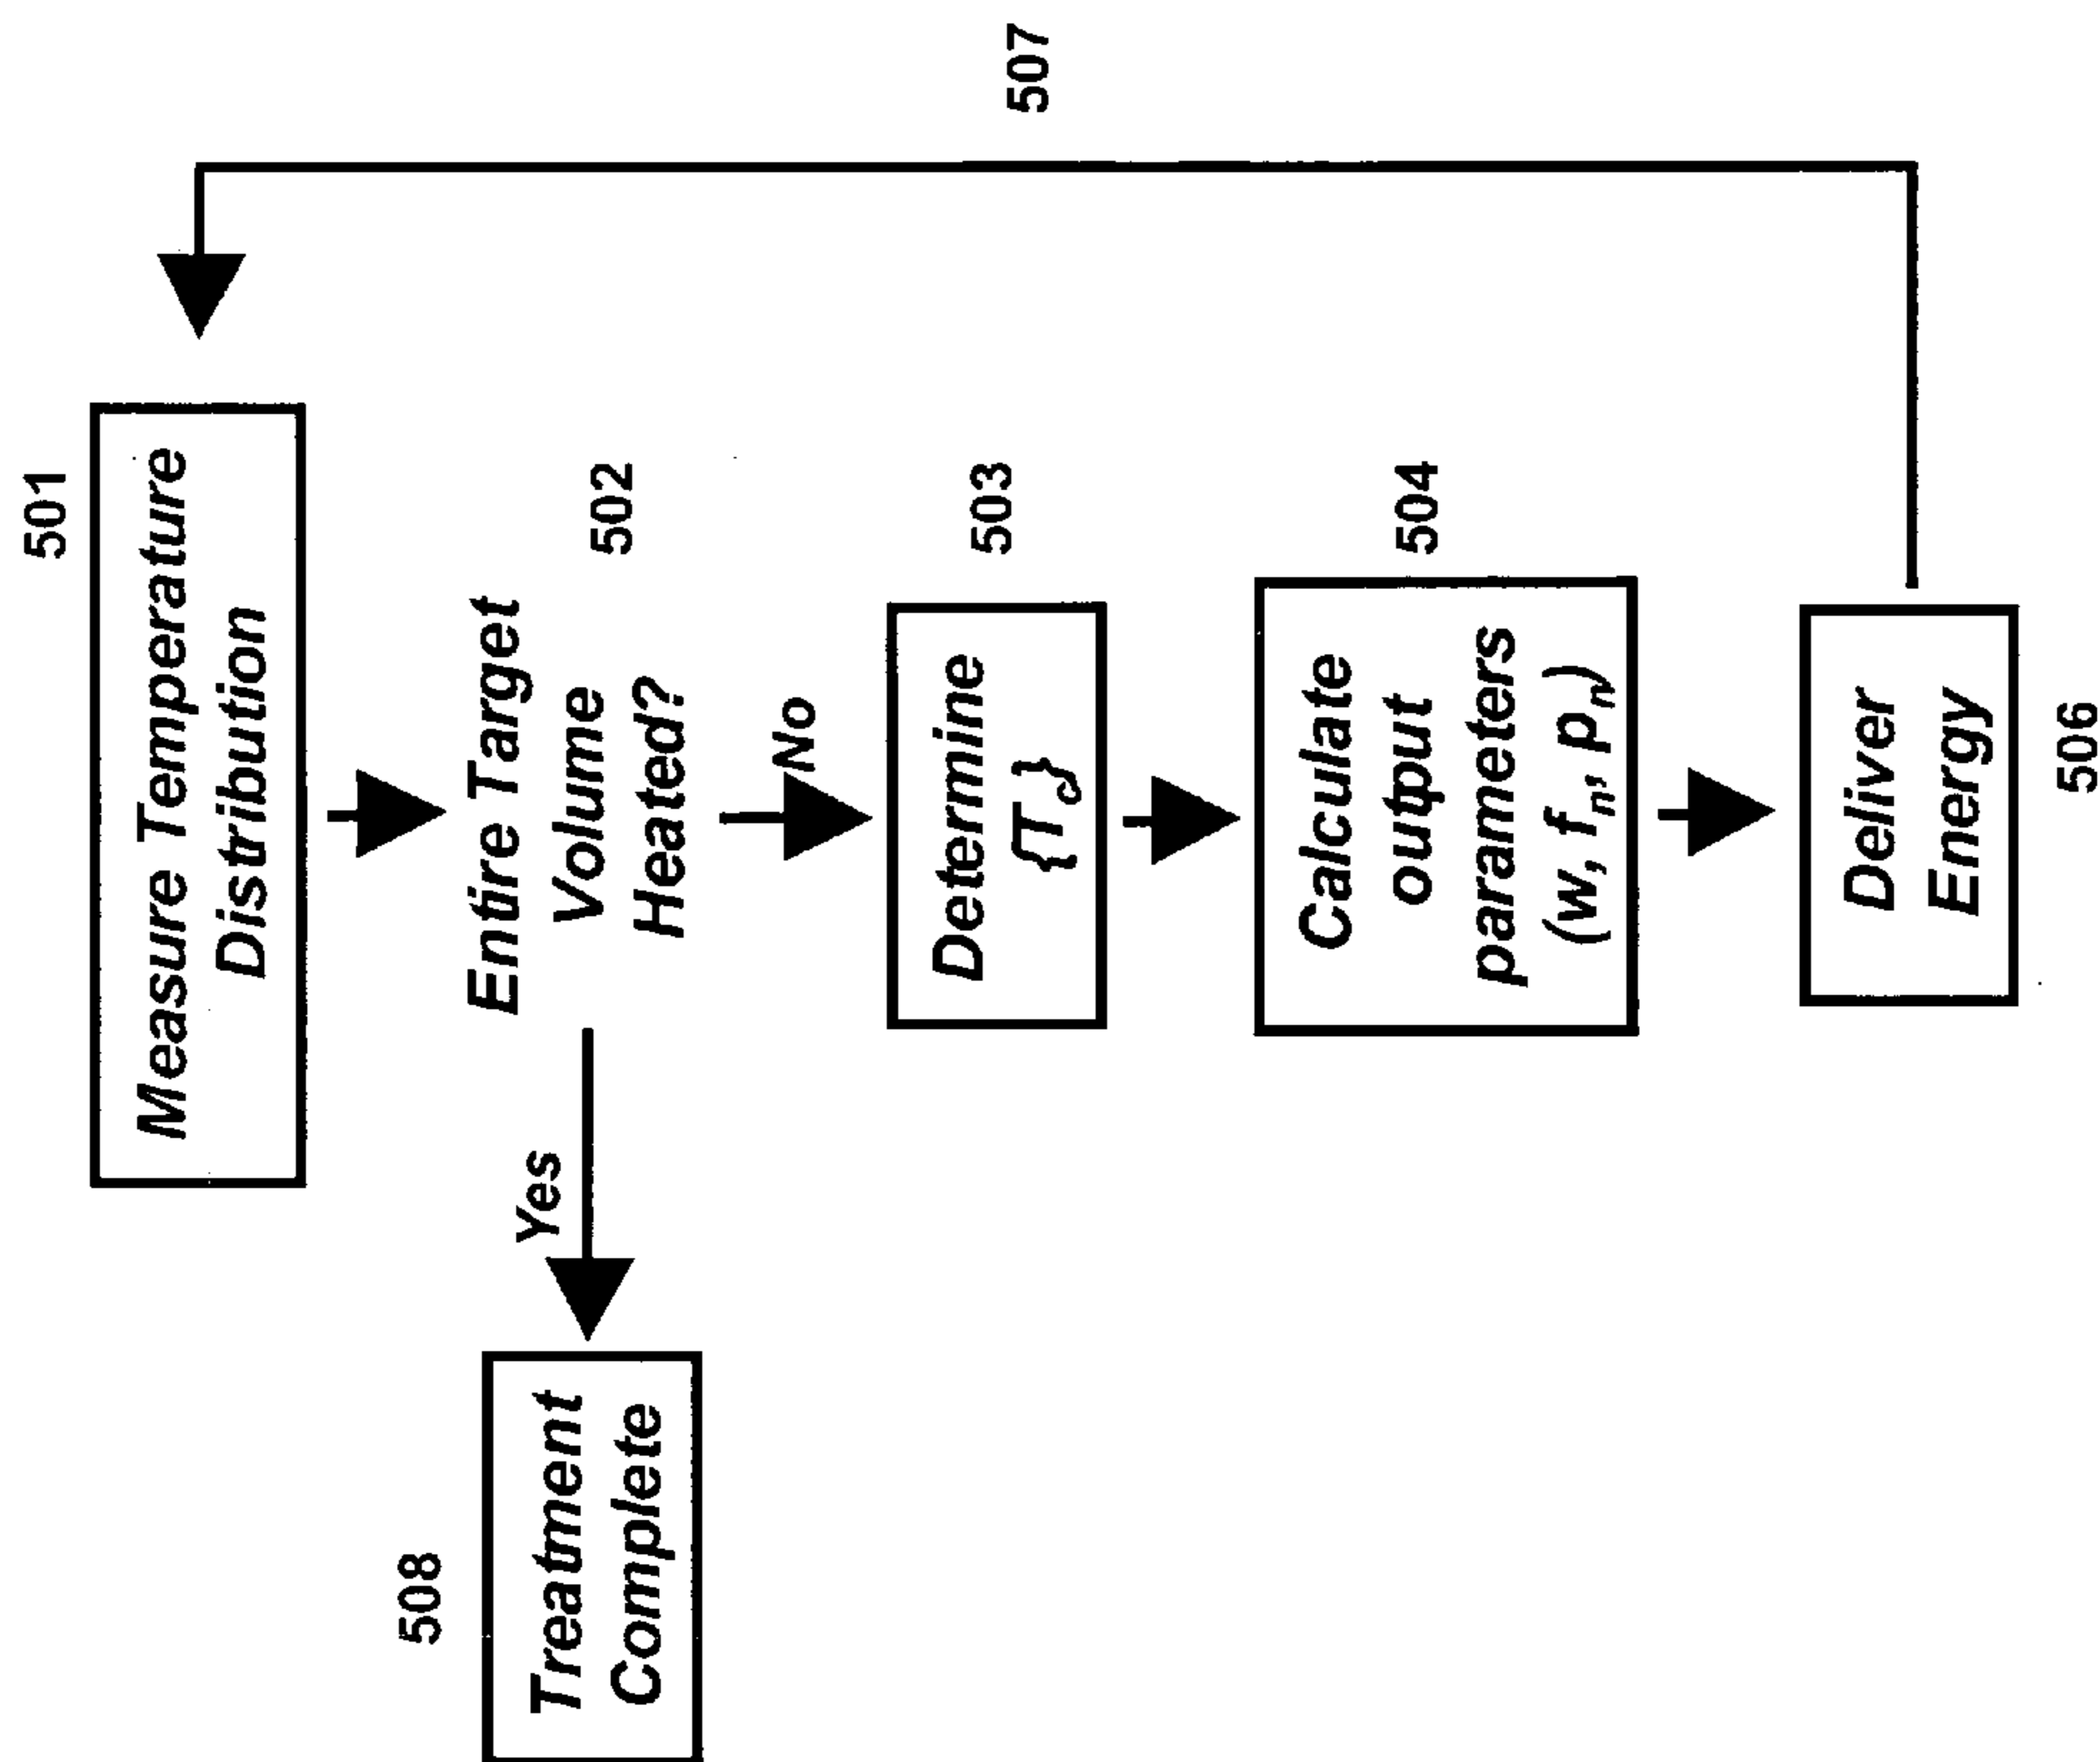 501
Measure Temperature
Distribution
Entire Target
Volume
Heated?
502
Yes
508
Treatment
Complete
No
503
Determine
{T_c}
504
Calculate
output
parameters
(w, f_n, p_n)
Deliver
Energy
506
507